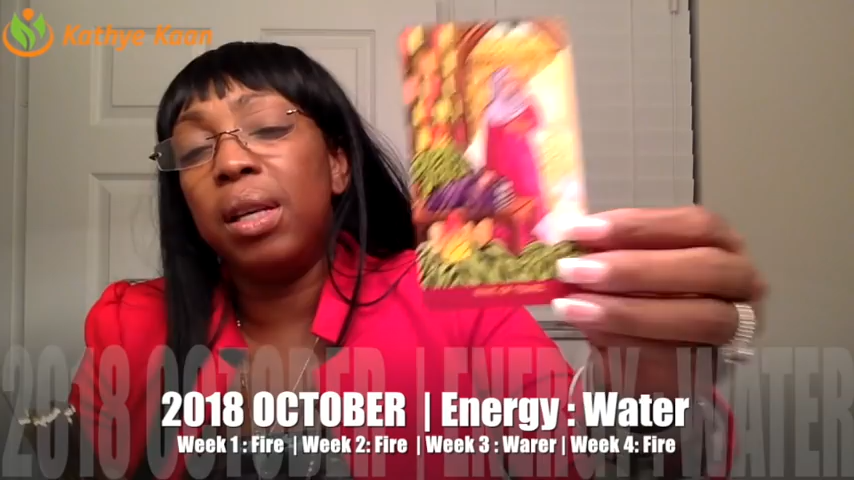 Kathye Kaan
2018 OCTOBER | ENERGY : WATER
2018 OCTOBER | Energy : Water
Week 1 : Fire | Week 2: Fire | Week 3 : Warer | Week 4: Fire